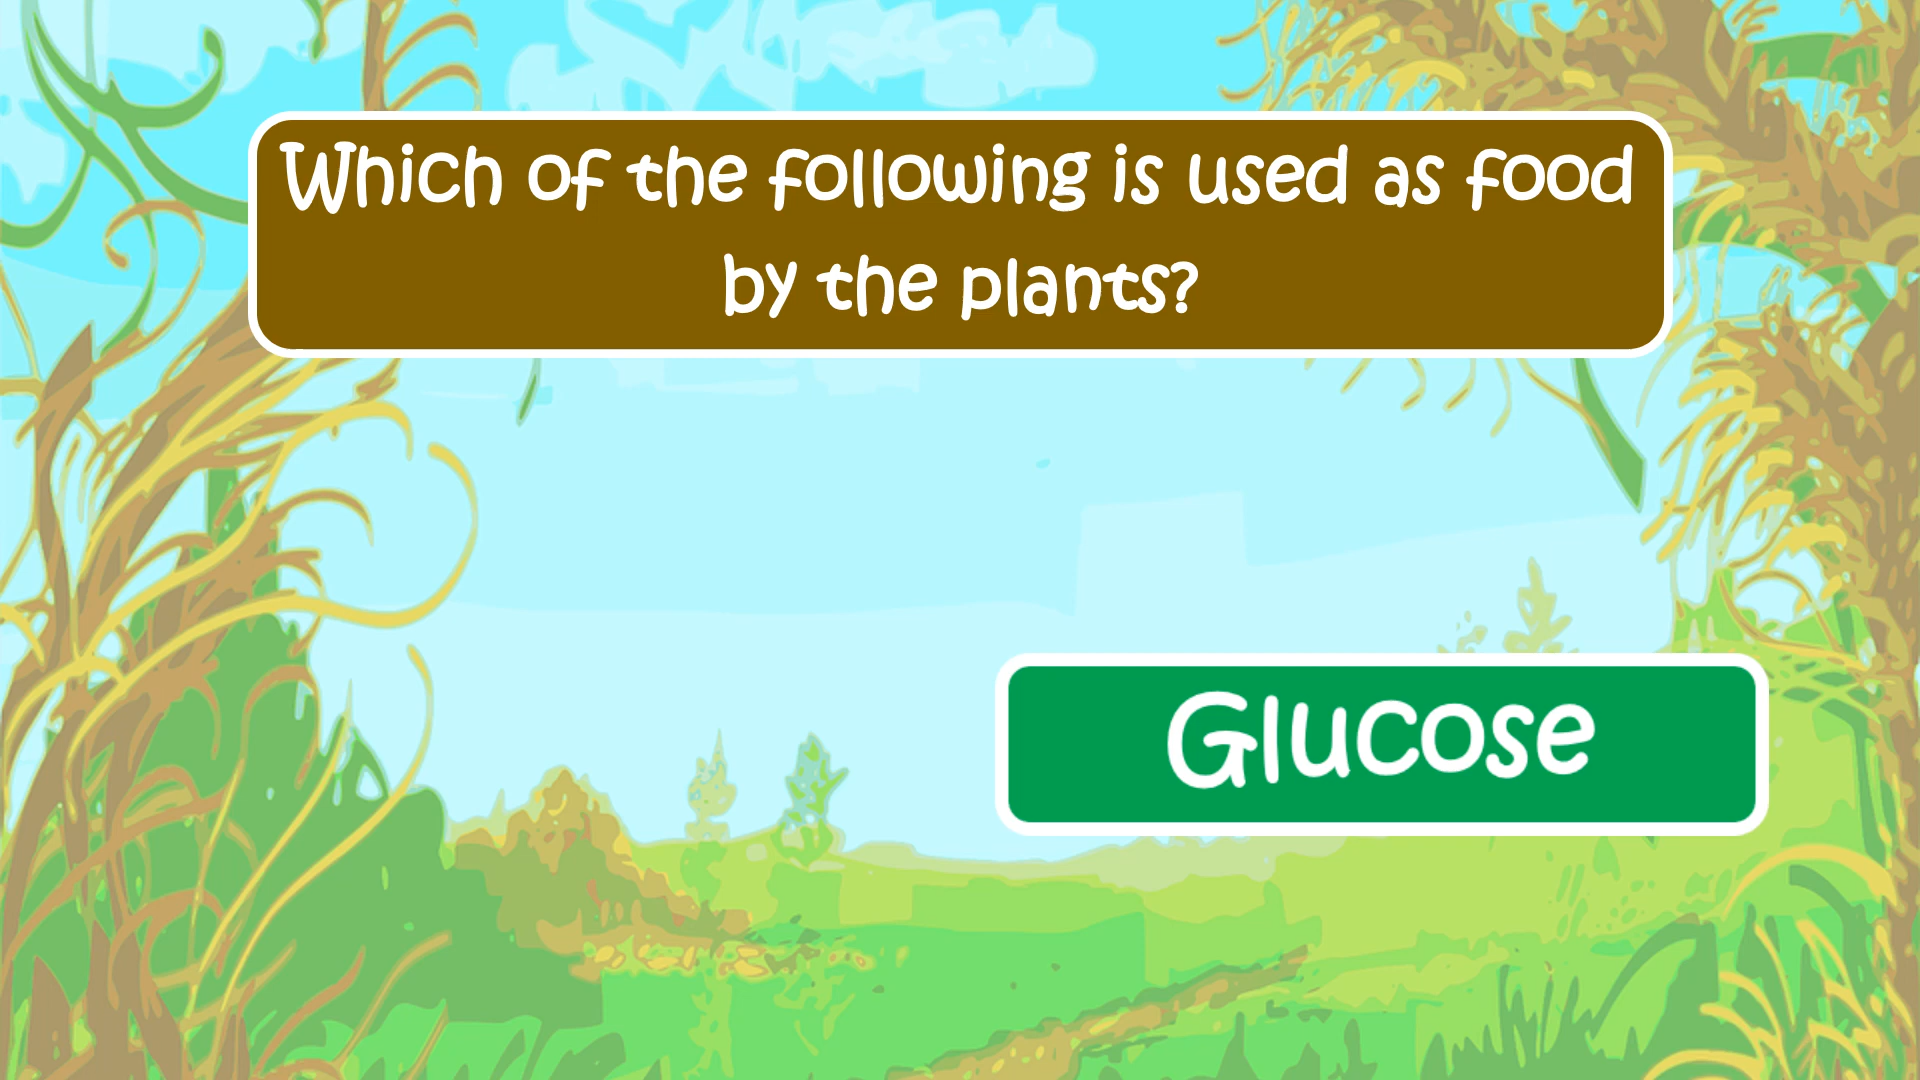 Which of the following is used as food
by the plants?
Glucose